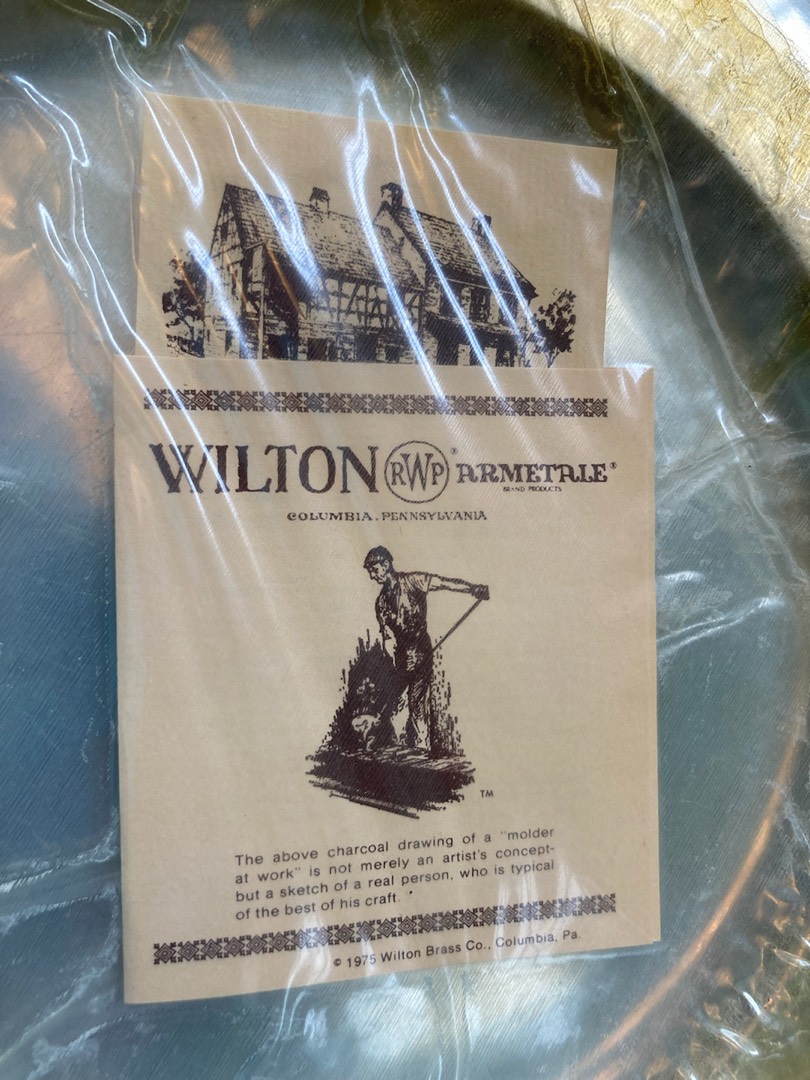 WILTON RWP® ARMETALE®
BRAND PRODUCTS
COLUMBIA, PENNSYLVANIA
TM
The above charcoal drawing of a "molder
at work" is not merely an artist's concept-
but a sketch of a real person, who is typical
of the best of his craft.
© 1975 Wilton Brass Co., Columbia, Pa.